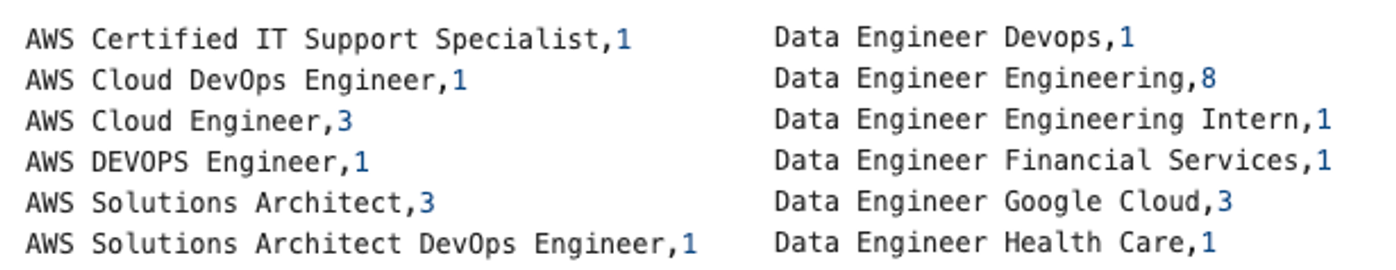 AWS Certified IT Support Specialist,1
AWS Cloud DevOps Engineer,1
AWS Cloud Engineer,3
AWS DEVOPS Engineer,1
AWS Solutions Architect,3
AWS Solutions Architect DevOps Engineer,1
Data Engineer Devops,1
Data Engineer Engineering,8
Data Engineer Engineering Intern,1
Data Engineer Financial Services,1
Data Engineer Google Cloud,3
Data Engineer Health Care,1